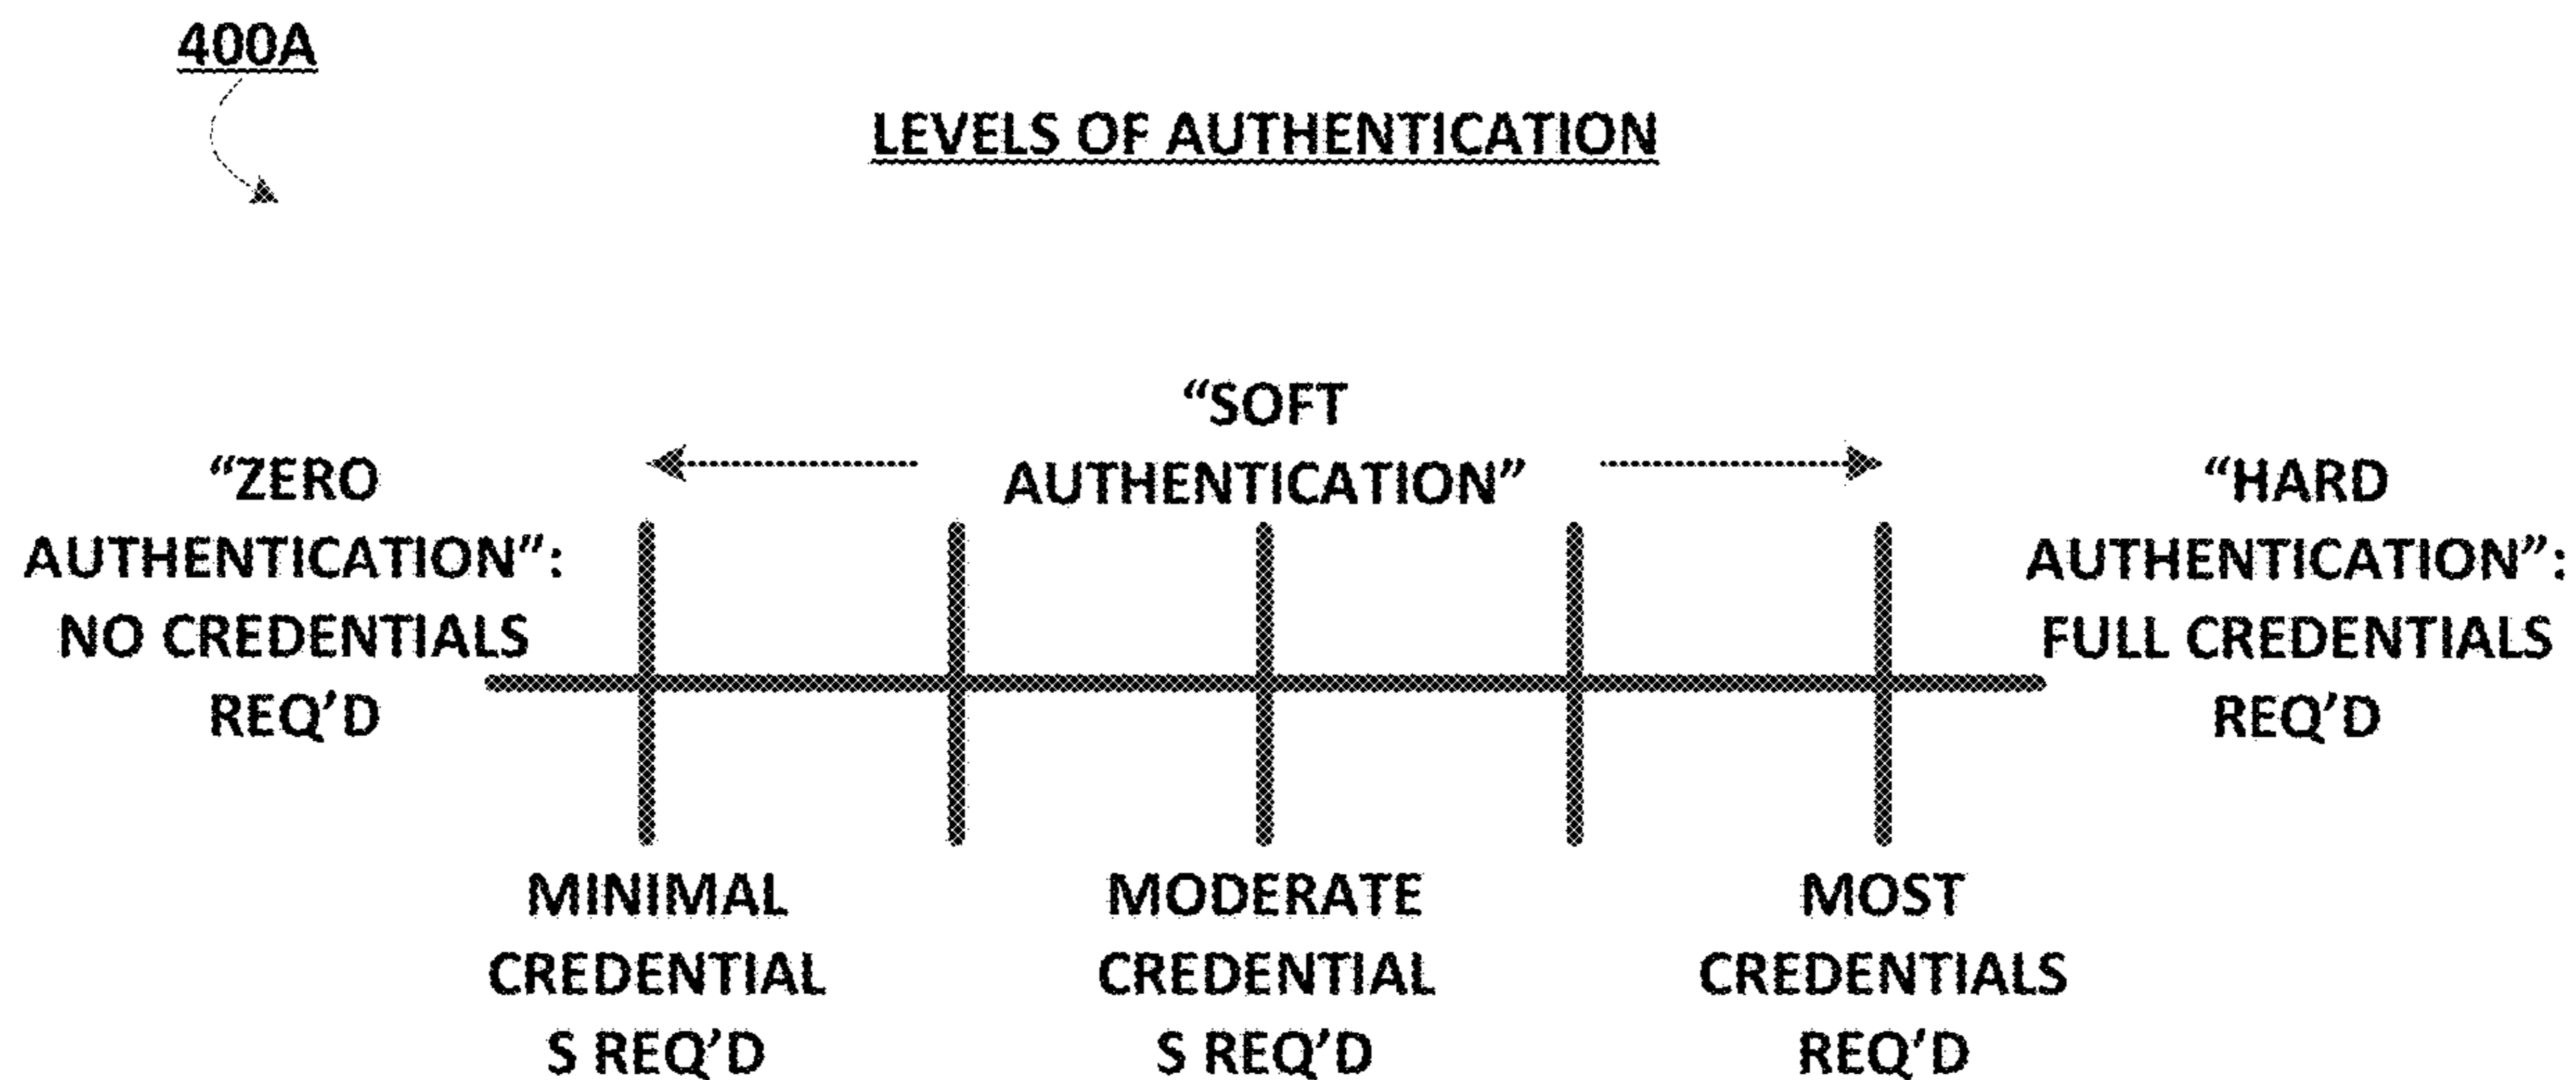 400A
LEVELS OF AUTHENTICATION
“ZERO
AUTHENTICATION”:
NO CREDENTIALS
REQ’D
“SOFT
AUTHENTICATION”
“HARD
AUTHENTICATION”:
FULL CREDENTIALS
REQ’D
MINIMAL
CREDENTIAL
S REQ’D
MODERATE
CREDENTIAL
S REQ’D
MOST
CREDENTIALS
REQ’D